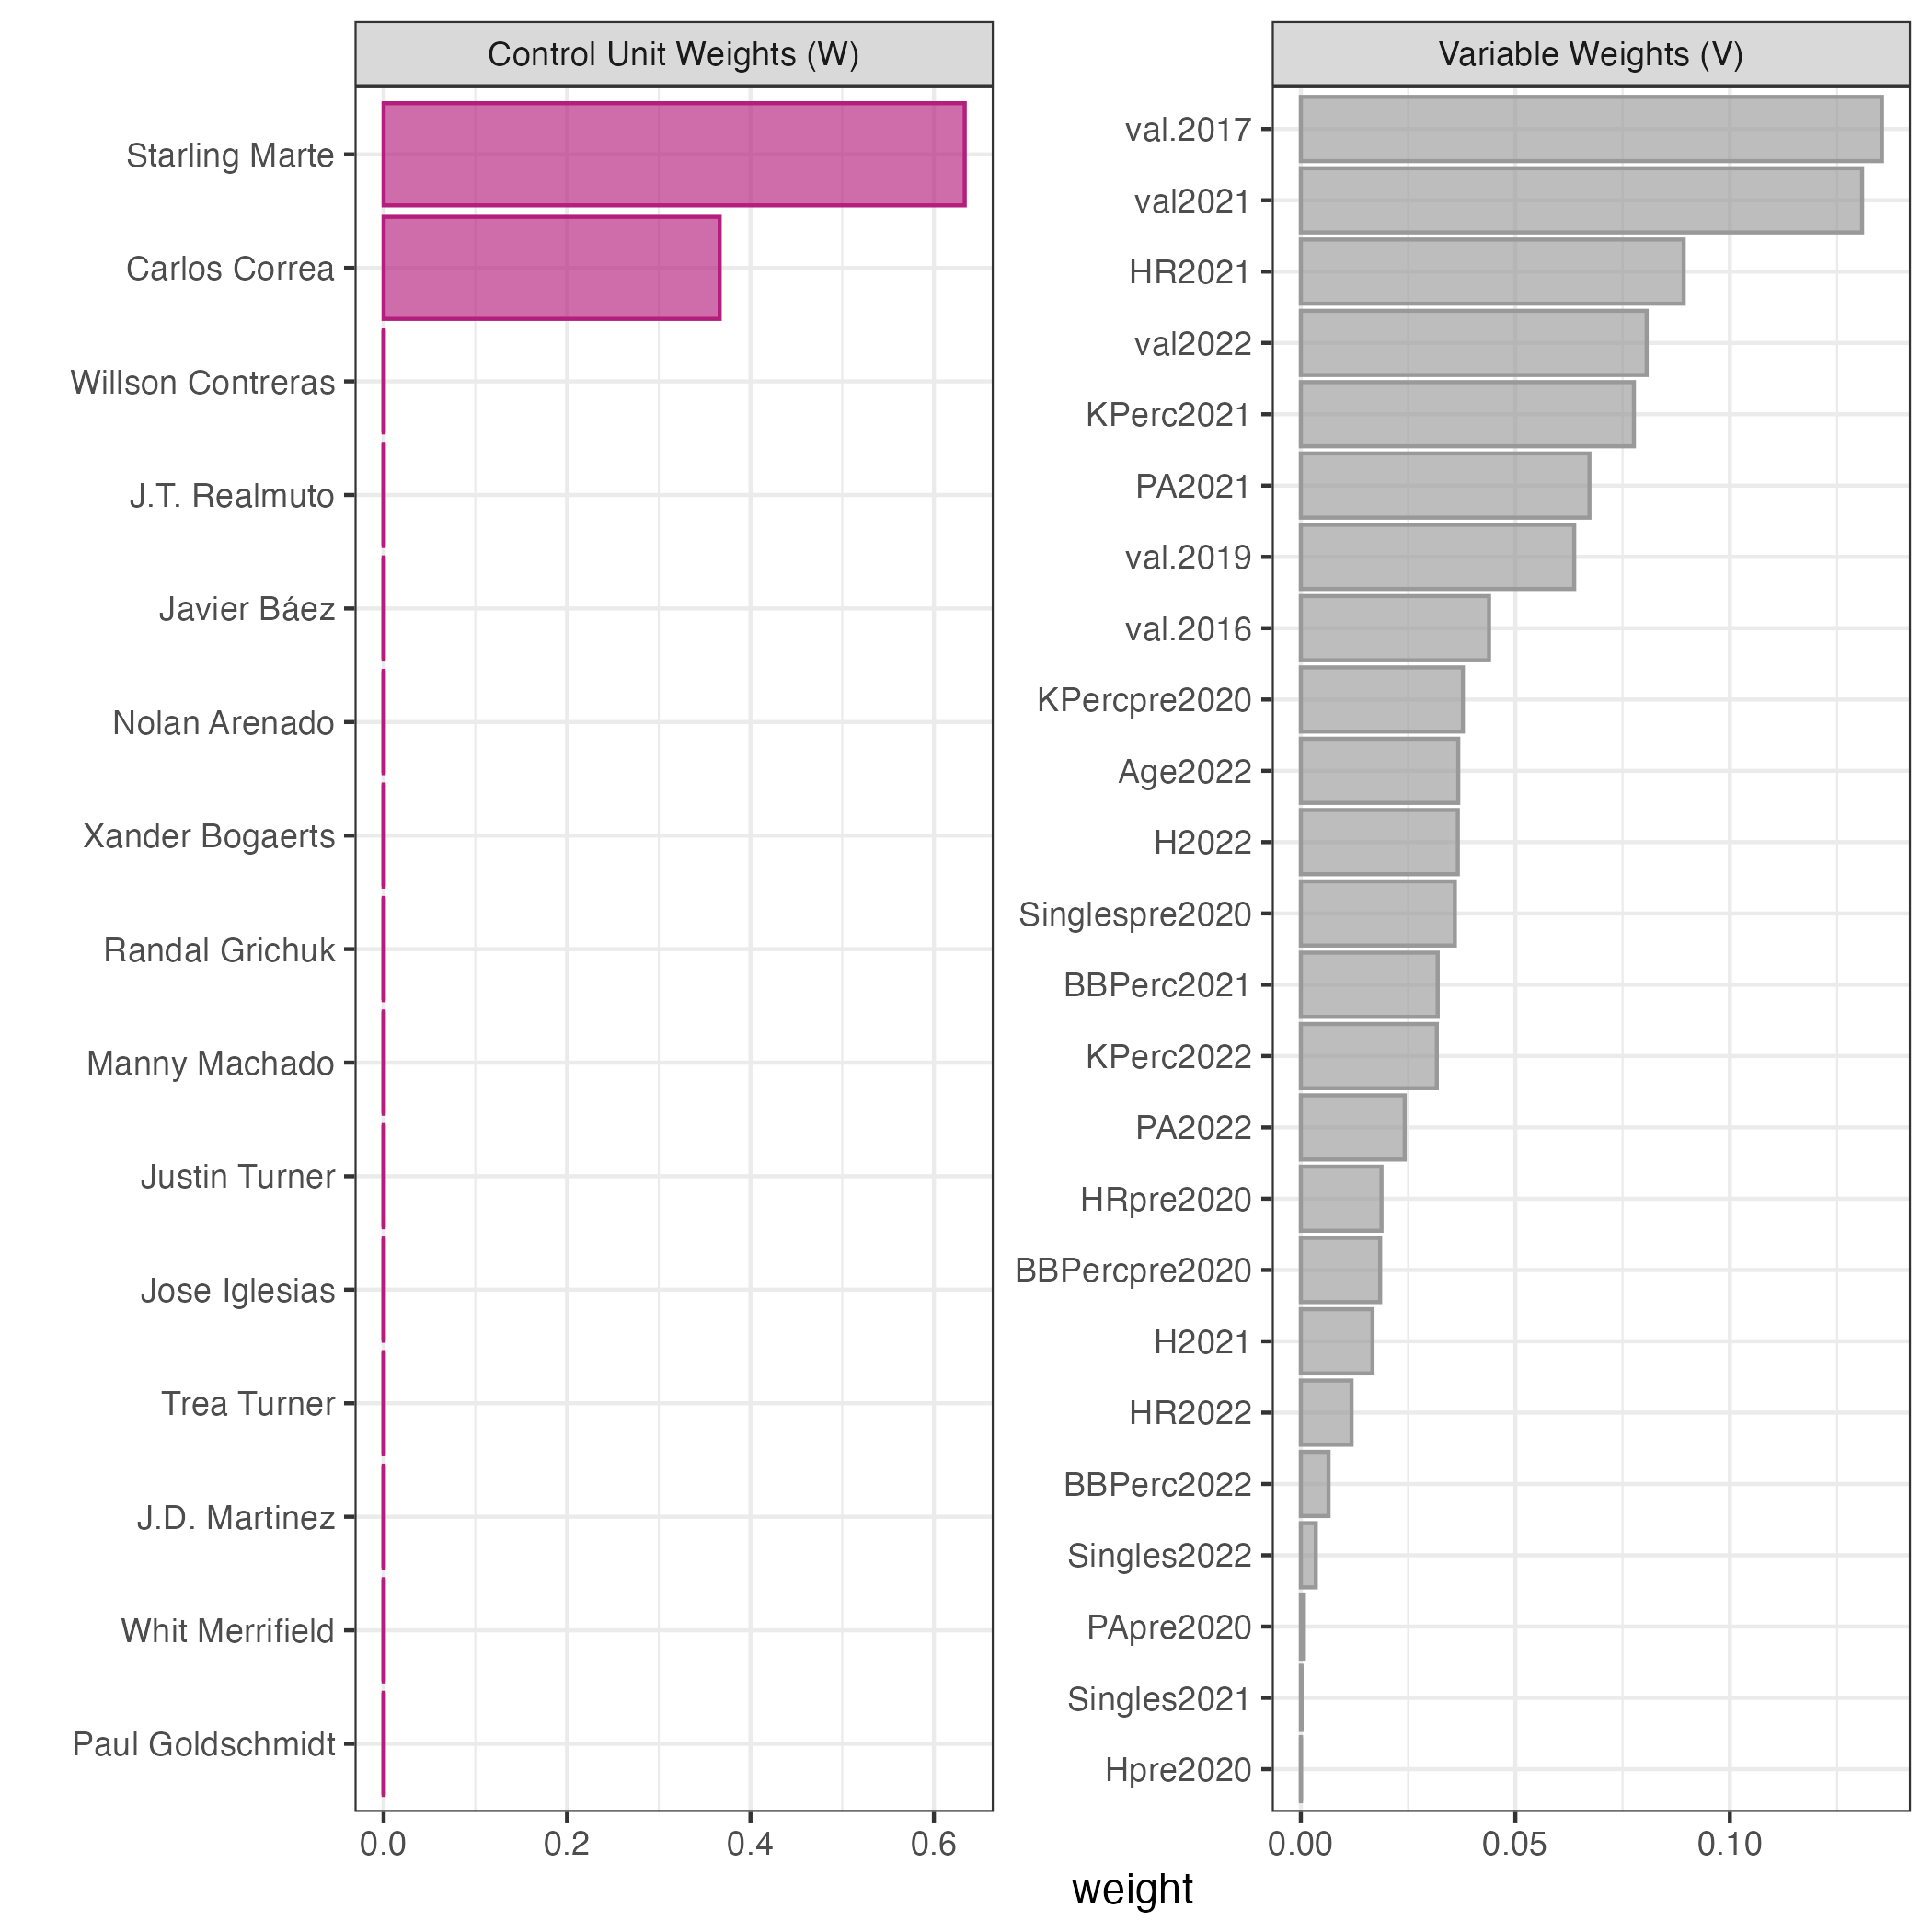 Control Unit Weights (W)
Starling Marte
Carlos Correa
Willson Contreras
J.T. Realmuto
Javier Báez
Nolan Arenado
Xander Bogaerts
Randal Grichuk
Manny Machado
Justin Turner
Jose Iglesias
Trea Turner
J.D. Martinez
Whit Merrifield
Paul Goldschmidt
0.0 0.2 0.4 0.6
Variable Weights (V)
val.2017
val2021
HR2021
val2022
KPerc2021
PA2021
val.2019
val.2016
KPercpre2020
Age2022
H2022
Singlespre2020
BBPerc2021
KPerc2022
PA2022
HRpre2020
BBPercpre2020
H2021
HR2022
BBPerc2022
Singles2022
PApre2020
Singles2021
Hpre2020
0.00 0.05 0.10
weight